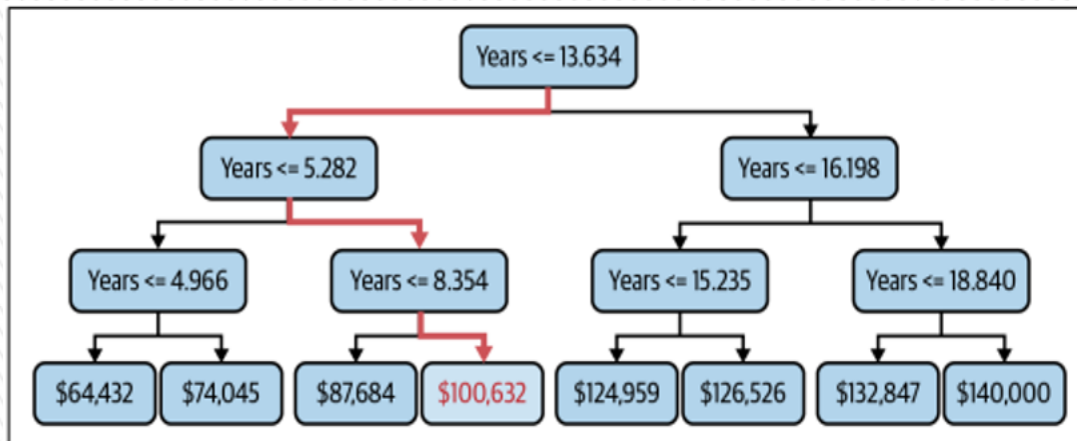 Years <= 13.634
Years <= 5.282
Years <= 16.198
Years <= 4.966
Years <= 8.354
Years <= 15.235
Years <= 18.840
$64,432
$74,045
$87,684
$100,632
$124,959
$126,526
$132,847
$140,000